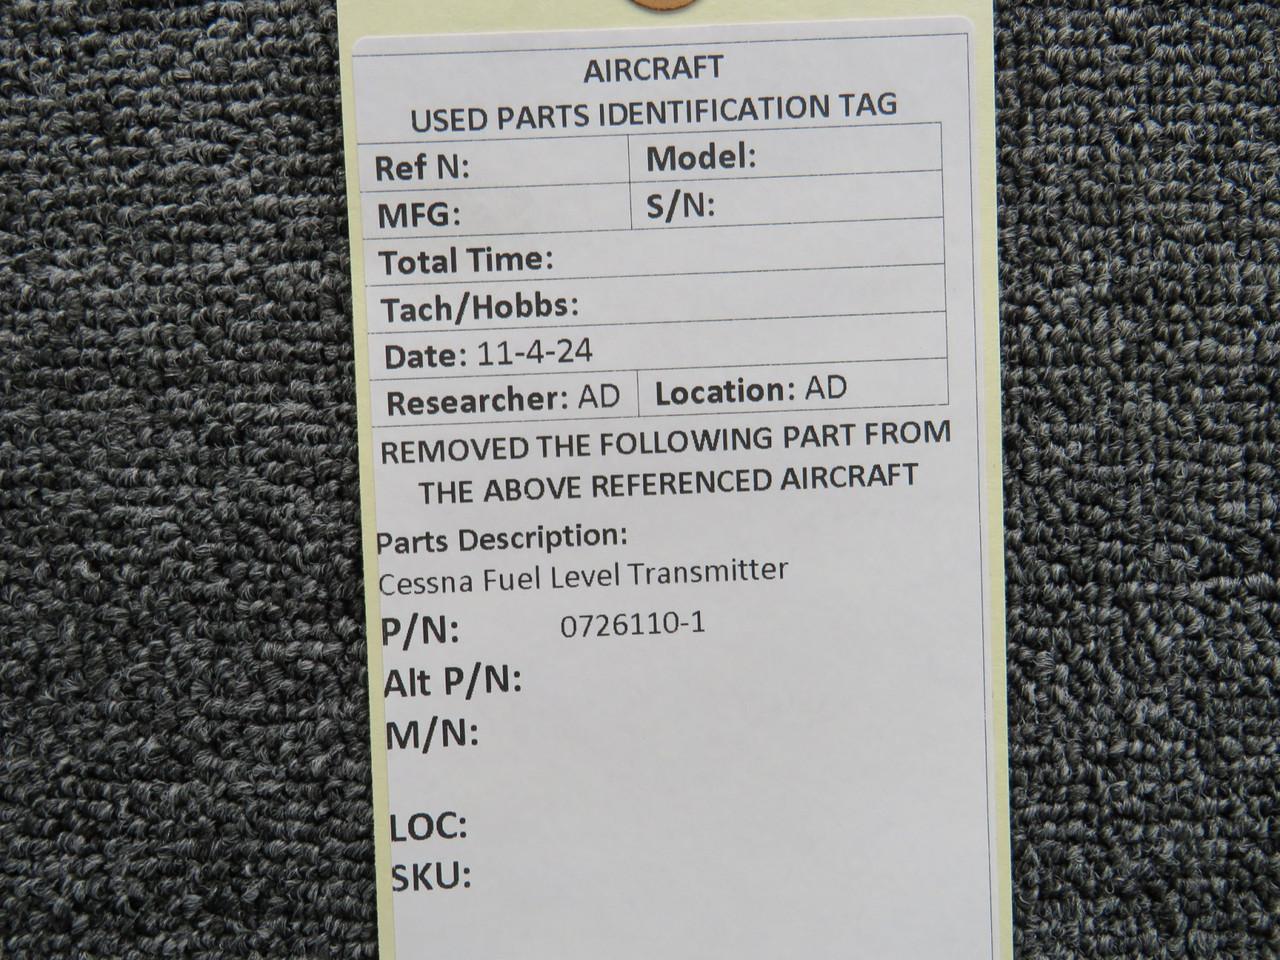 AIRCRAFT
USED PARTS IDENTIFICATION TAG
Ref N: Model:
MFG: S/N:
Total Time:
Tach/Hobbs:
Date: 11-4-24
Researcher: AD Location: AD
REMOVED THE FOLLOWING PART FROM
THE ABOVE REFERENCED AIRCRAFT
Parts Description:
Cessna Fuel Level Transmitter
P/N: 0726110-1
Alt P/N:
M/N:
LOC:
SKU: